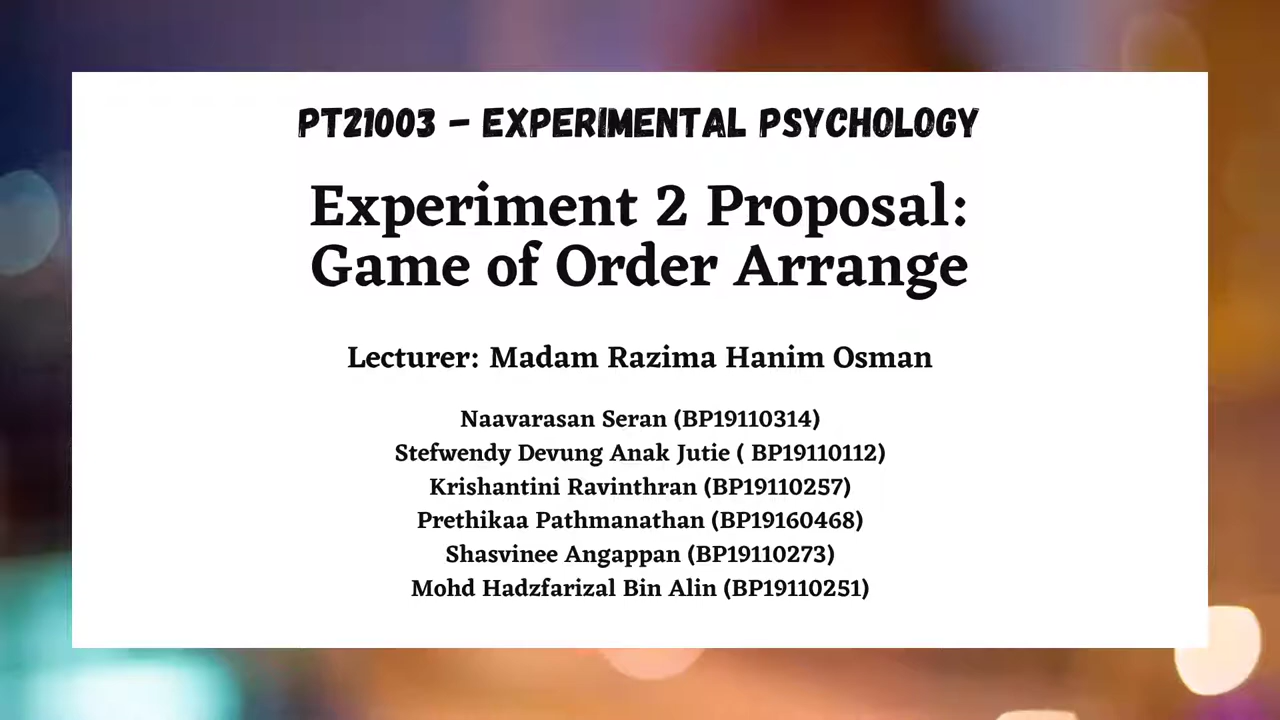 PT21003 – EXPERIMENTAL PSYCHOLOGY
Experiment 2 Proposal:
Game of Order Arrange
Lecturer: Madam Razima Hanim Osman
Naavarasan Seran (BP19110314)
Stefwendy Devung Anak Jutie ( BP19110112)
Krishantini Ravinthran (BP19110257)
Prethikaa Pathmanathan (BP19160468)
Shasvinee Angappan (BP19110273)
Mohd Hadzfarizal Bin Alin (BP19110251)